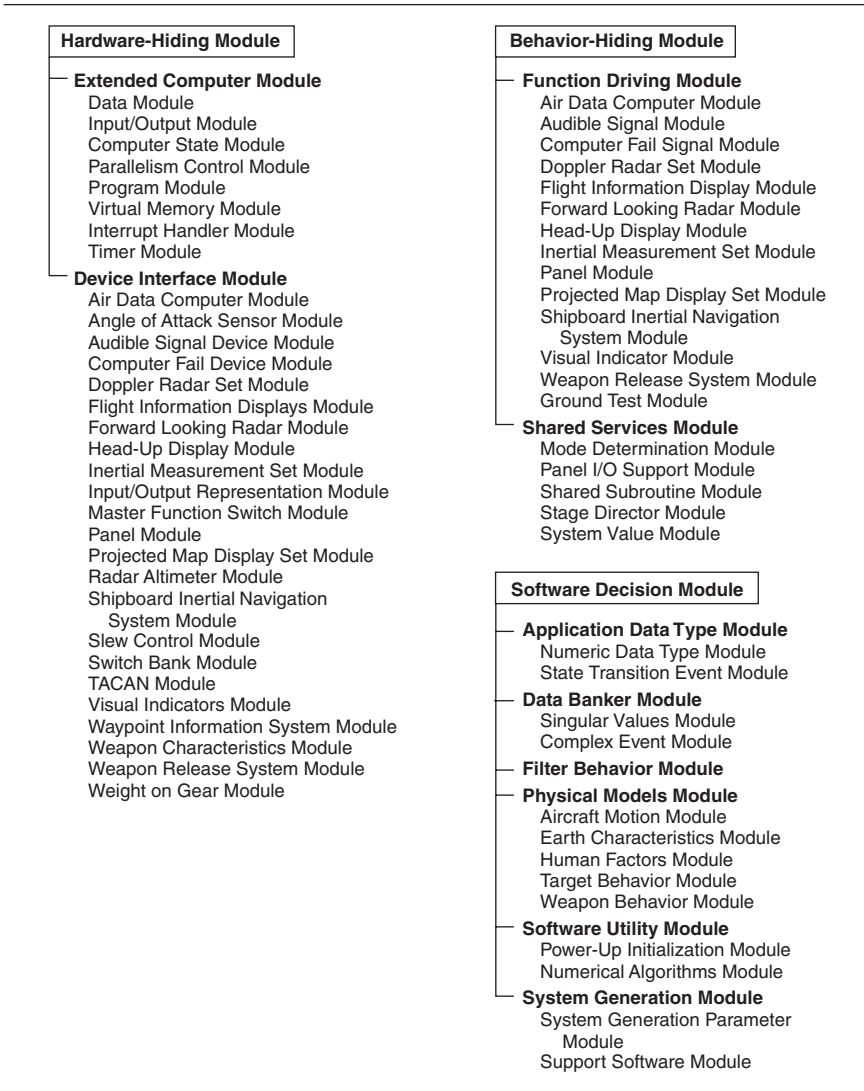 Hardware-Hiding Module
Extended Computer Module
Data Module
Input/Output Module
Computer State Module
Parallelism Control Module
Program Module
Virtual Memory Module
Interrupt Handler Module
Timer Module
Device Interface Module
Air Data Computer Module
Angle of Attack Sensor Module
Audible Signal Device Module
Computer Fail Device Module
Doppler Radar Set Module
Flight Information Displays Module
Forward Looking Radar Module
Head-Up Display Module
Inertial Measurement Set Module
Input/Output Representation Module
Master Function Switch Module
Panel Module
Projected Map Display Set Module
Radar Altimeter Module
Shipboard Inertial Navigation
System Module
Slew Control Module
Switch Bank Module
TACAN Module
Visual Indicators Module
Waypoint Information System Module
Weapon Characteristics Module
Weapon Release System Module
Weight on Gear Module
Behavior-Hiding Module
Function Driving Module
Air Data Computer Module
Audible Signal Module
Computer Fail Signal Module
Doppler Radar Set Module
Flight Information Display Module
Forward Looking Radar Module
Head-Up Display Module
Inertial Measurement Set Module
Panel Module
Projected Map Display Set Module
Shipboard Inertial Navigation
System Module
Visual Indicator Module
Weapon Release System Module
Ground Test Module
Shared Services Module
Mode Determination Module
Panel I/O Support Module
Shared Subroutine Module
Stage Director Module
System Value Module
Software Decision Module
Application Data Type Module
Numeric Data Type Module
State Transition Event Module
Data Banker Module
Singular Values Module
Complex Event Module
Filter Behavior Module
Physical Models Module
Aircraft Motion Module
Earth Characteristics Module
Human Factors Module
Target Behavior Module
Weapon Behavior Module
Software Utility Module
Power-Up Initialization Module
Numerical Algorithms Module
System Generation Module
System Generation Parameter
Module
Support Software Module